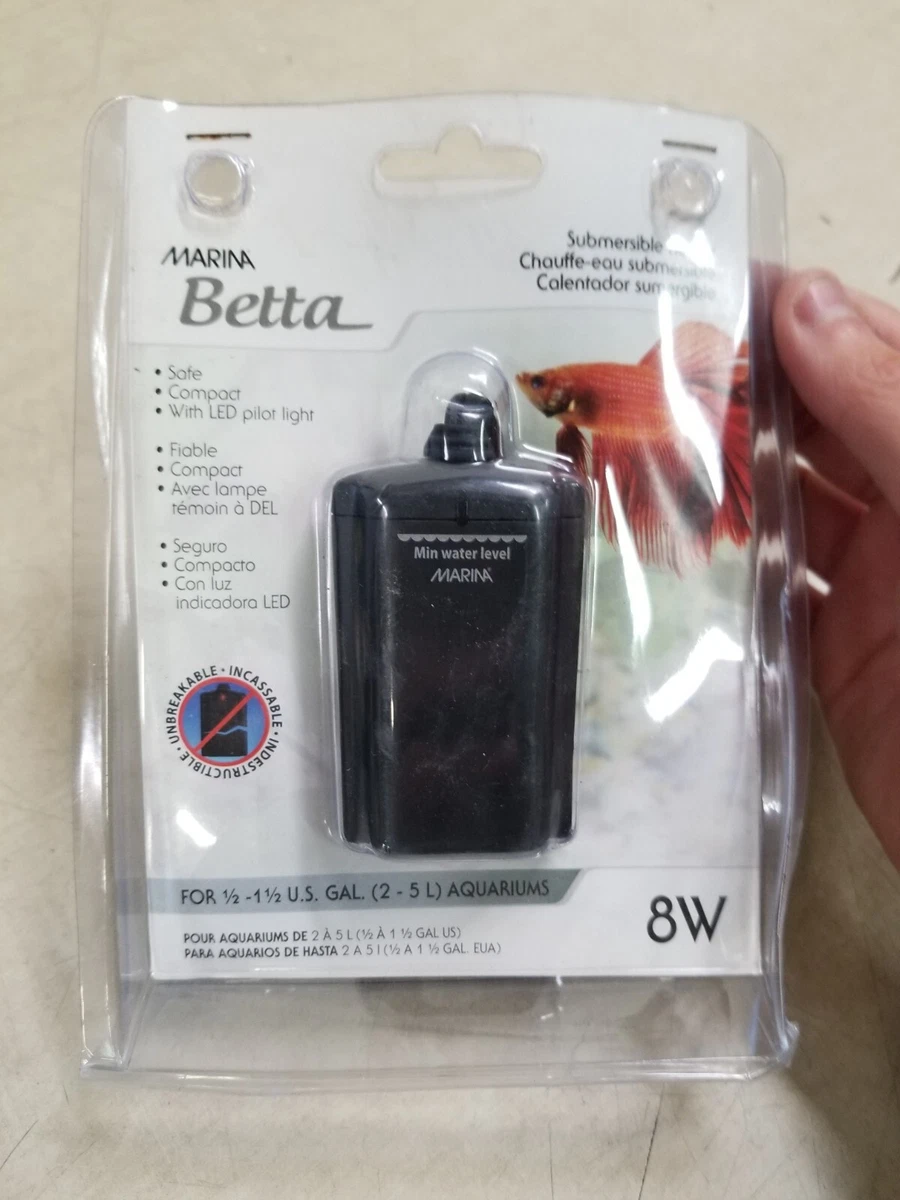 MARINA
Betta
Submersible
Chauffe-eau submersible
Calentador sumergible
• Safe
• Compact
• With LED pilot light
• Fiable
• Compact
• Avec lampe
témoin à DEL
• Seguro
• Compacto
• Con luz
indicadora LED
Min water level
MARINA
UNBREAKABLE • INCASSABLE • INDESTRUCTIBLE •
FOR ½ -1½ U.S. GAL. (2 - 5 L) AQUARIUMS
8W
POUR AQUARIUMS DE 2 À 5 L (½ À 1 ½ GAL US)
PARA AQUARIOS DE HASTA 2 A 5 l (½ A 1 ½ GAL. EUA)